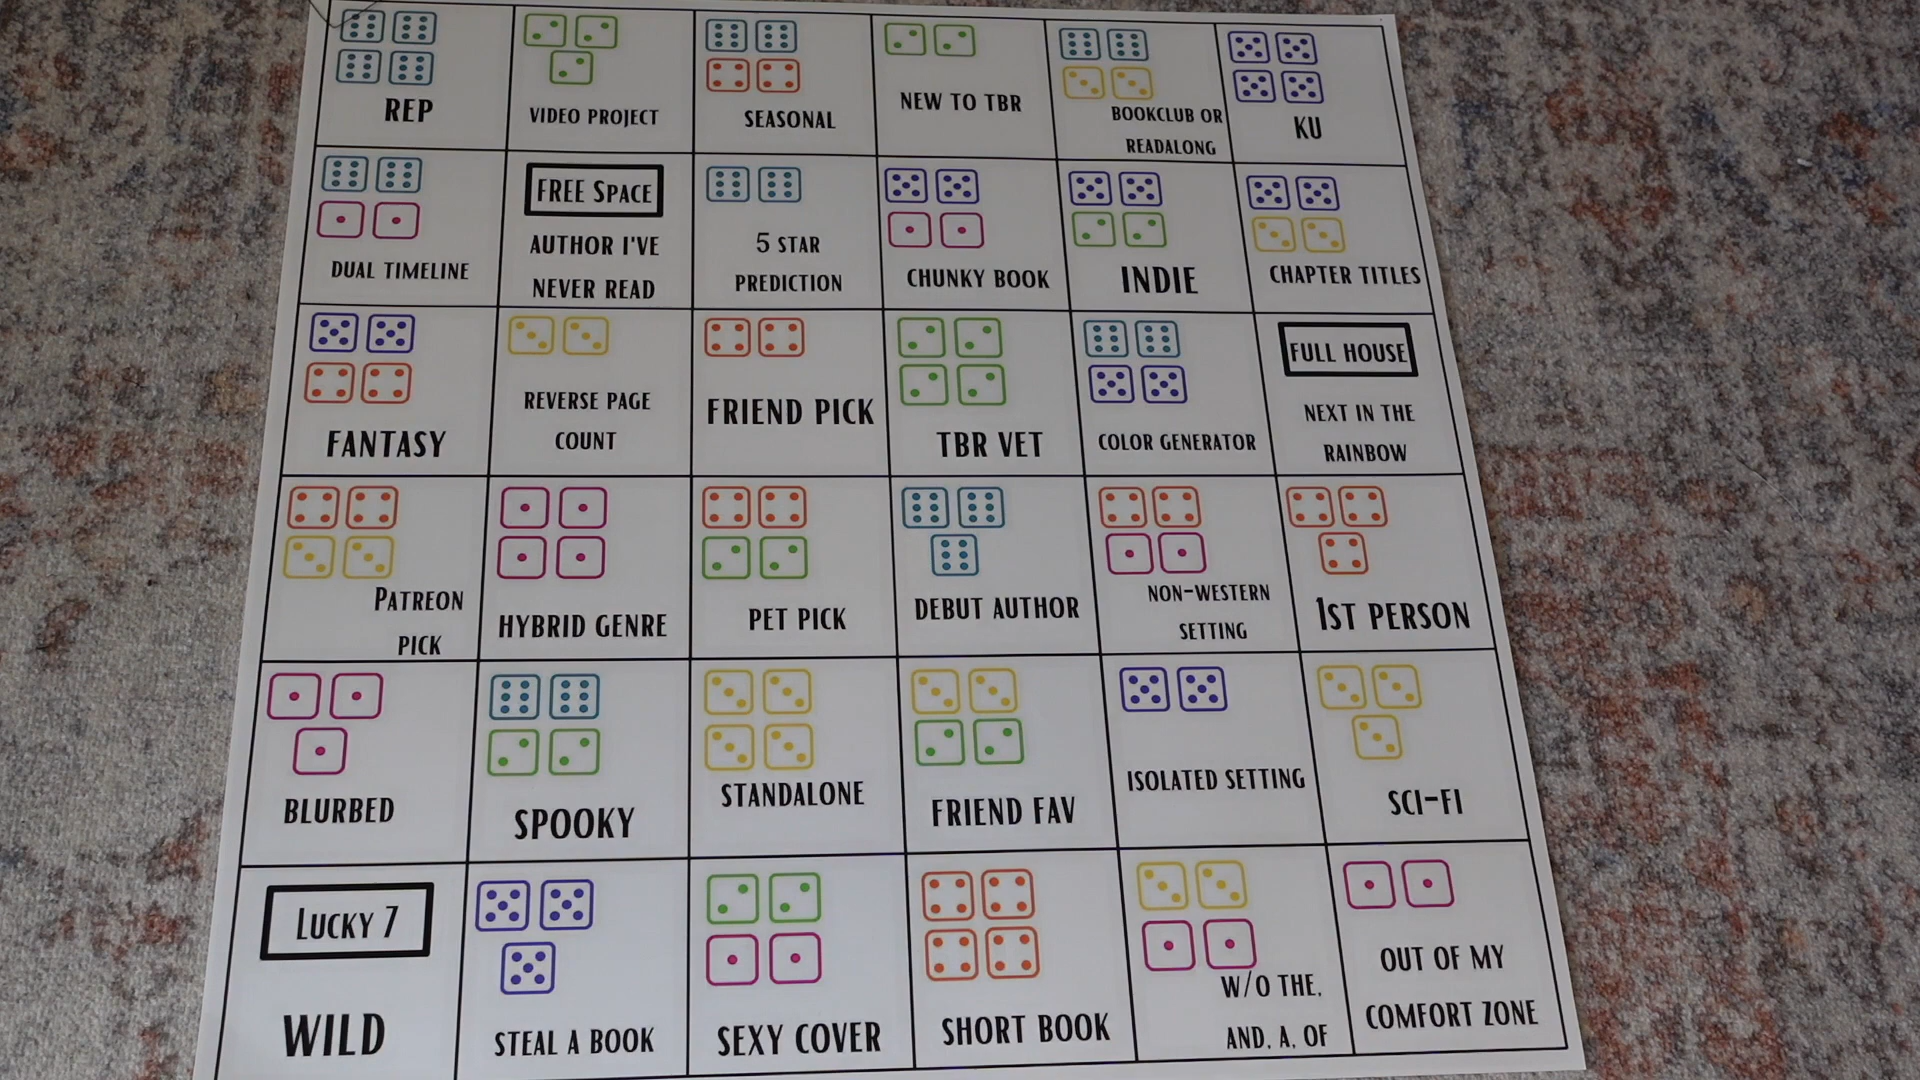 REP
VIDEO PROJECT
SEASONAL
NEW TO TBR
BOOKCLUB OR
READALONG
KU
DUAL TIMELINE
FREE SPACE
AUTHOR I'VE
NEVER READ
5 STAR
PREDICTION
CHUNKY BOOK
INDIE
CHAPTER TITLES
FANTASY
REVERSE PAGE
COUNT
FRIEND PICK
TBR VET
COLOR GENERATOR
FULL HOUSE
NEXT IN THE
RAINBOW
PATREON
PICK
HYBRID GENRE
PET PICK
DEBUT AUTHOR
NON-WESTERN
SETTING
1ST PERSON
BLURBED
SPOOKY
STANDALONE
FRIEND FAV
ISOLATED SETTING
SCI-FI
LUCKY 7
WILD
STEAL A BOOK
SEXY COVER
SHORT BOOK
W/O THE,
AND, A, OF
OUT OF MY
COMFORT ZONE